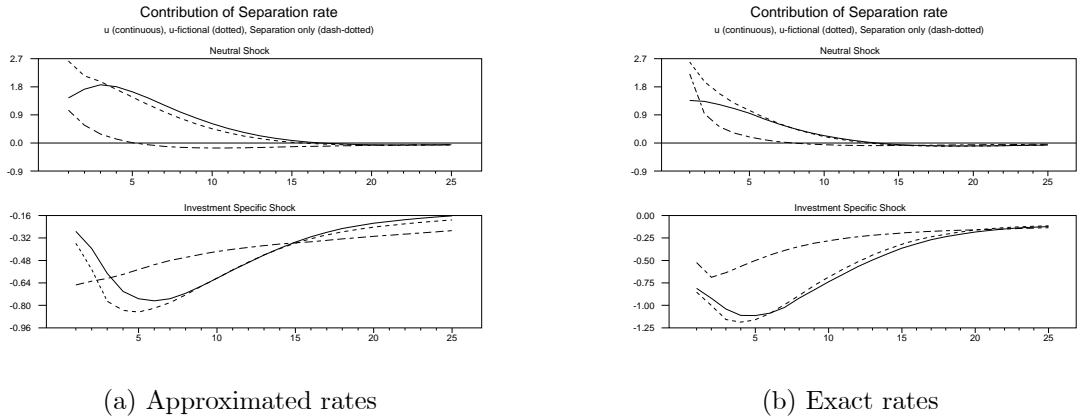 Contribution of Separation rate
u (continuous), u-fictional (dotted), Separation only (dash-dotted)
Neutral Shock
2.7
1.8
0.9
0.0
-0.9
5 10 15 20 25
Investment Specific Shock
-0.16
-0.32
-0.48
-0.64
-0.80
-0.96
5 10 15 20 25
(a) Approximated rates
Contribution of Separation rate
u (continuous), u-fictional (dotted), Separation only (dash-dotted)
Neutral Shock
2.7
1.8
0.9
0.0
-0.9
5 10 15 20 25
Investment Specific Shock
0.00
-0.25
-0.50
-0.75
-1.00
-1.25
5 10 15 20 25
(b) Exact rates